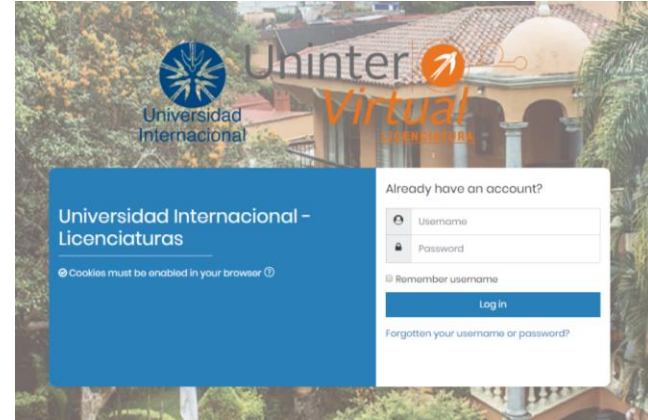 Uninter
Virtual
LICENCIATURA
Universidad
Internacional
Universidad Internacional -
Licenciaturas
Cookies must be enabled in your browser
Already have an account?
Username
Password
Remember username
Log in
Forgotten your username or password?